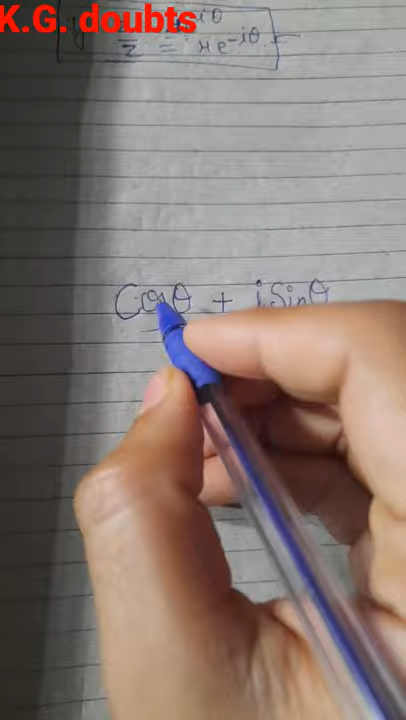 K.G. doubts
z̅ = re-iθ
Cosθ + i Sinθ